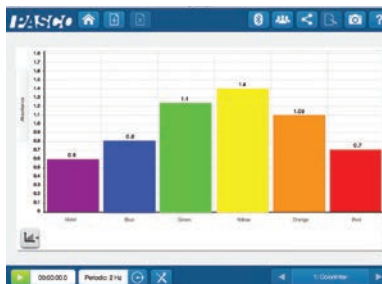 PASCO
?
1.8
1.7
1.6
1.5
1.4
1.3
1.2
1.1
1.0
0.9
0.8
0.7
0.6
0.5
0.4
0.3
0.2
0.1
0
Absorbance
0.6
0.8
1.1
1.4
1.08
0.7
Violet
Blue
Green
Yellow
Orange
Red
00:00:00.0
Periodic: 2 Hz
1: Colorimeter